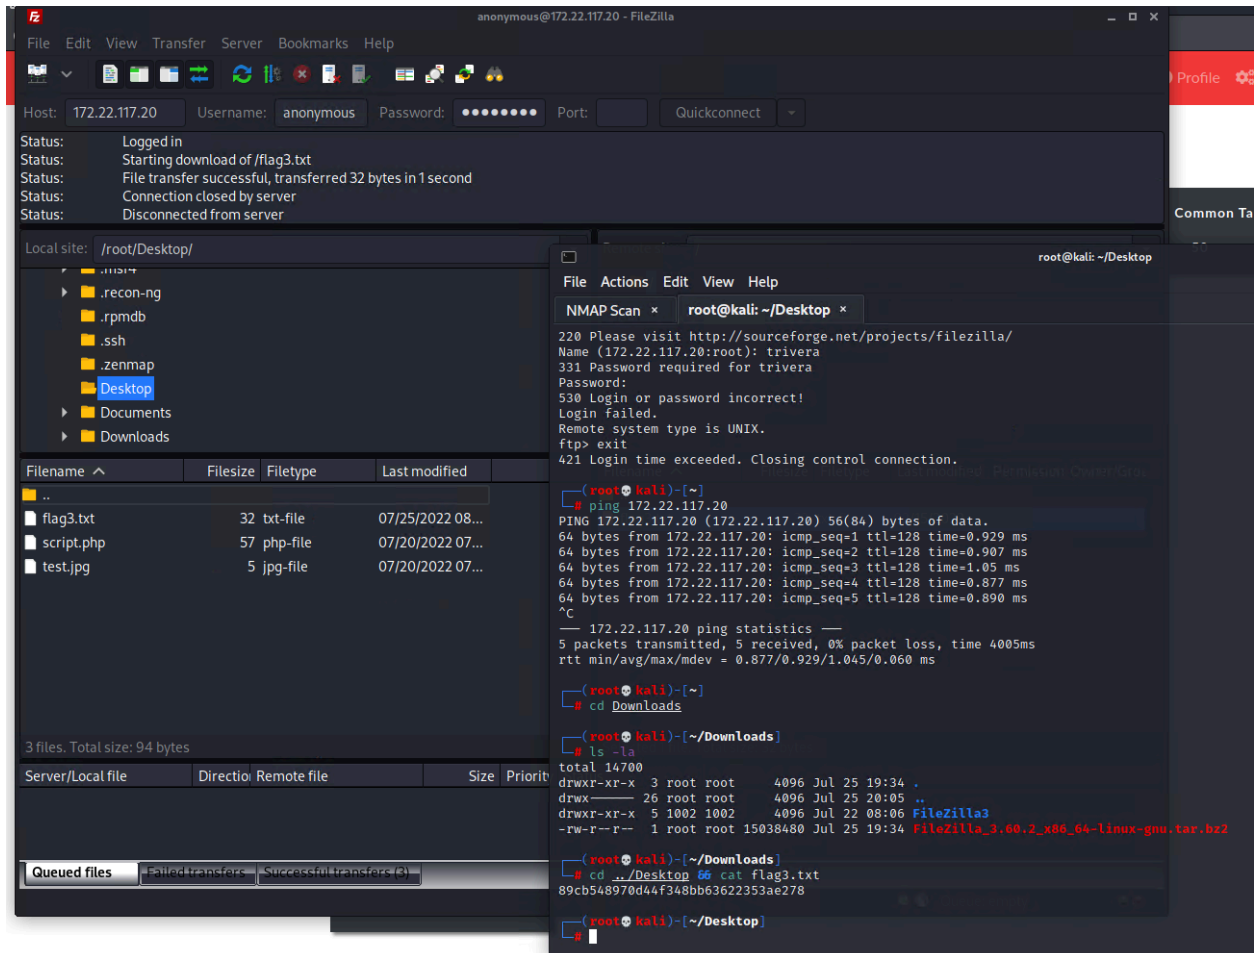 anonymous@172.22.117.20 - FileZilla
File Edit View Transfer Server Bookmarks Help
Profile
Host: 172.22.117.20 Username: anonymous Password: ●●●●●●●● Port: Quickconnect
Status: Logged in
Status: Starting download of /flag3.txt
Status: File transfer successful, transferred 32 bytes in 1 second
Status: Connection closed by server
Status: Disconnected from server
Common Ta
Local site: /root/Desktop/
.msf4
.recon-ng
.rpmdb
.ssh
.zenmap
Desktop
Documents
Downloads
Filename Filesize Filetype Last modified
..
flag3.txt 32 txt-file 07/25/2022 08...
script.php 57 php-file 07/20/2022 07...
test.jpg 5 jpg-file 07/20/2022 07...
3 files. Total size: 94 bytes
Server/Local file Direction Remote file Size Priority
Queued files Failed transfers Successful transfers (3)
root@kali: ~/Desktop
File Actions Edit View Help
NMAP Scan × root@kali: ~/Desktop ×
220 Please visit http://sourceforge.net/projects/filezilla/
Name (172.22.117.20:root): trivera
331 Password required for trivera
Password:
530 Login or password incorrect!
Login failed.
Remote system type is UNIX.
ftp> exit
421 Login time exceeded. Closing control connection.
(root💀kali)-[~]
# ping 172.22.117.20
PING 172.22.117.20 (172.22.117.20) 56(84) bytes of data.
64 bytes from 172.22.117.20: icmp_seq=1 ttl=128 time=0.929 ms
64 bytes from 172.22.117.20: icmp_seq=2 ttl=128 time=0.907 ms
64 bytes from 172.22.117.20: icmp_seq=3 ttl=128 time=1.05 ms
64 bytes from 172.22.117.20: icmp_seq=4 ttl=128 time=0.877 ms
64 bytes from 172.22.117.20: icmp_seq=5 ttl=128 time=0.890 ms
^C
— 172.22.117.20 ping statistics —
5 packets transmitted, 5 received, 0% packet loss, time 4005ms
rtt min/avg/max/mdev = 0.877/0.929/1.045/0.060 ms
(root💀kali)-[~]
# cd Downloads
(root💀kali)-[~/Downloads]
# ls -la
total 14700
drwxr-xr-x 3 root root 4096 Jul 25 19:34 .
drwx------ 26 root root 4096 Jul 25 20:05 ..
drwxr-xr-x 5 1002 1002 4096 Jul 22 08:06 FileZilla3
-rw-r--r-- 1 root root 15038480 Jul 25 19:34 FileZilla_3.60.2_x86_64-linux-gnu.tar.bz2
(root💀kali)-[~/Downloads]
# cd ../Desktop && cat flag3.txt
89cb548970d44f348bb63622353ae278
(root💀kali)-[~/Desktop]
#